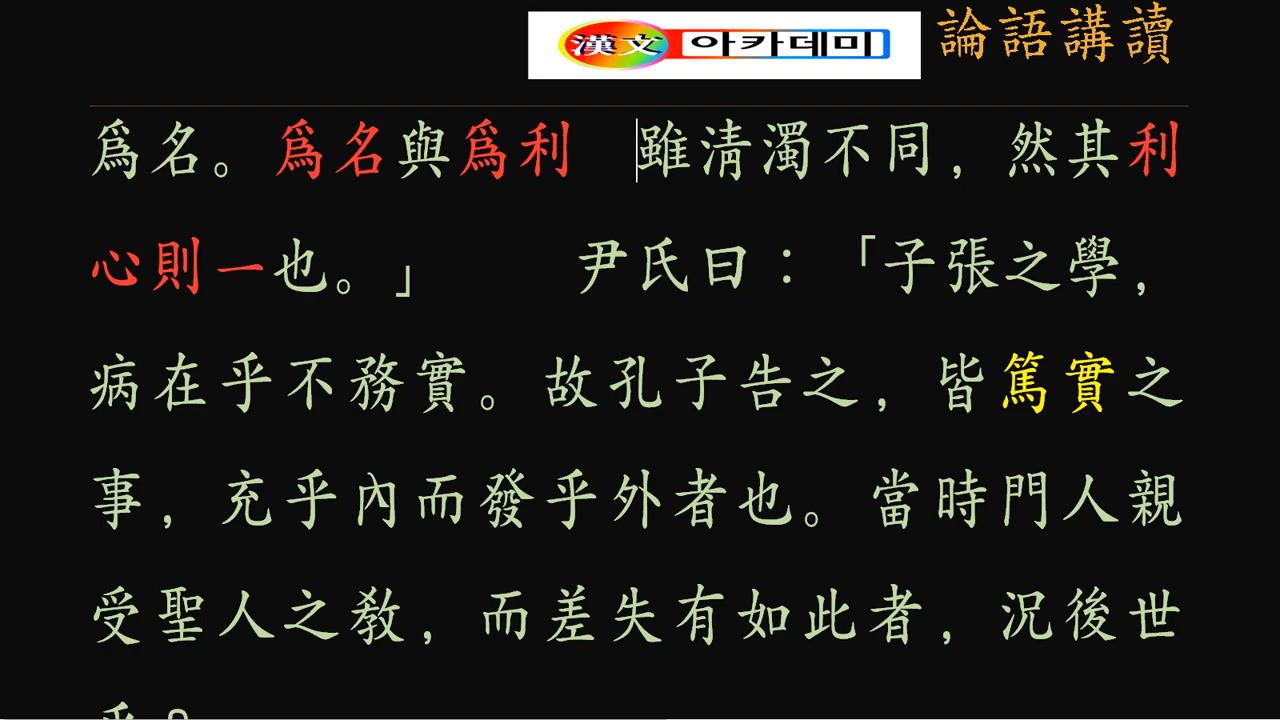 漢文 아카데미 論語講讀
爲名。爲名與爲利 雖淸濁不同，然其利
心則一也。」 尹氏曰：「子張之學，
病在乎不務實。故孔子告之，皆篤實之
事，充乎內而發乎外者也。當時門人親
受聖人之敎，而差失有如此者，況後世
乎？